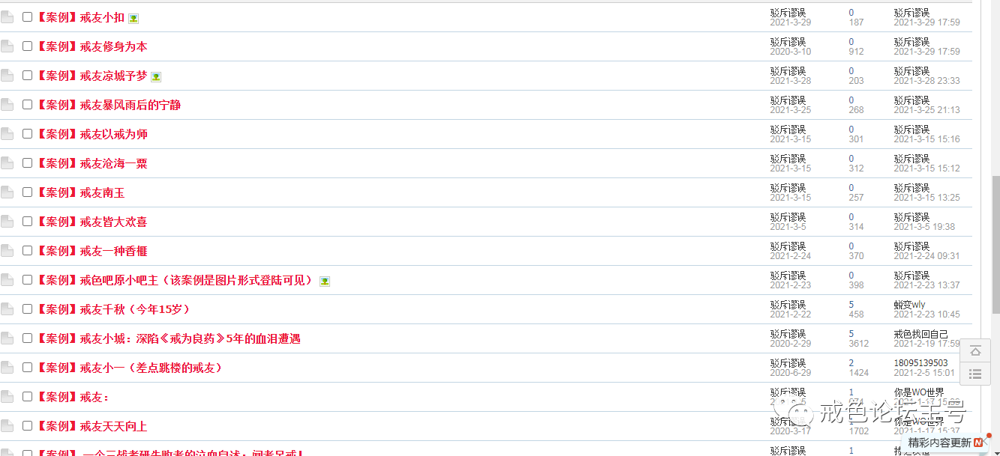 【案例】戒友小扣 驳斥谬误 0 驳斥谬误
2021-3-29 187 2021-3-29 17:59
【案例】戒友修身为本 驳斥谬误 0 驳斥谬误
2020-3-10 912 2021-3-29 17:59
【案例】戒友凉城予梦 驳斥谬误 0 驳斥谬误
2021-3-28 203 2021-3-28 23:33
【案例】戒友暴风雨后的宁静 驳斥谬误 0 驳斥谬误
2021-3-25 268 2021-3-25 21:13
【案例】戒友以戒为师 驳斥谬误 0 驳斥谬误
2021-3-15 301 2021-3-15 15:16
【案例】戒友沧海一粟 驳斥谬误 0 驳斥谬误
2021-3-15 312 2021-3-15 15:12
【案例】戒友南玉 驳斥谬误 0 驳斥谬误
2021-3-15 257 2021-3-15 13:25
【案例】戒友皆大欢喜 驳斥谬误 0 驳斥谬误
2021-3-5 314 2021-3-5 19:38
【案例】戒友一种香榧 驳斥谬误 0 驳斥谬误
2021-2-24 370 2021-2-24 09:31
【案例】戒色吧原小吧主（该案例是图片形式登陆可见） 驳斥谬误 0 驳斥谬误
2021-2-23 398 2021-2-23 13:37
【案例】戒友千秋（今年15岁） 驳斥谬误 5 蜕变wly
2021-2-22 458 2021-2-23 10:45
【案例】戒友小城：深陷《戒为良药》5年的血泪遭遇 驳斥谬误 5 戒色找回自己
2020-2-29 3612 2021-2-19 17:59
【案例】戒友小一（差点跳楼的戒友） 驳斥谬误 2 18095139503
2020-6-29 1424 2021-2-5 15:01
【案例】戒友： 驳斥谬误 1 你是WO世界
戒色论坛主号
【案例】戒友天天向上 驳斥谬误 你是WO世界
2020-3-17 1702 2021-1-17 15:37
精彩内容更新 N
【案例】一个三战考研失败者的泣血自述，闻者足戒！ 驳斥谬误 1